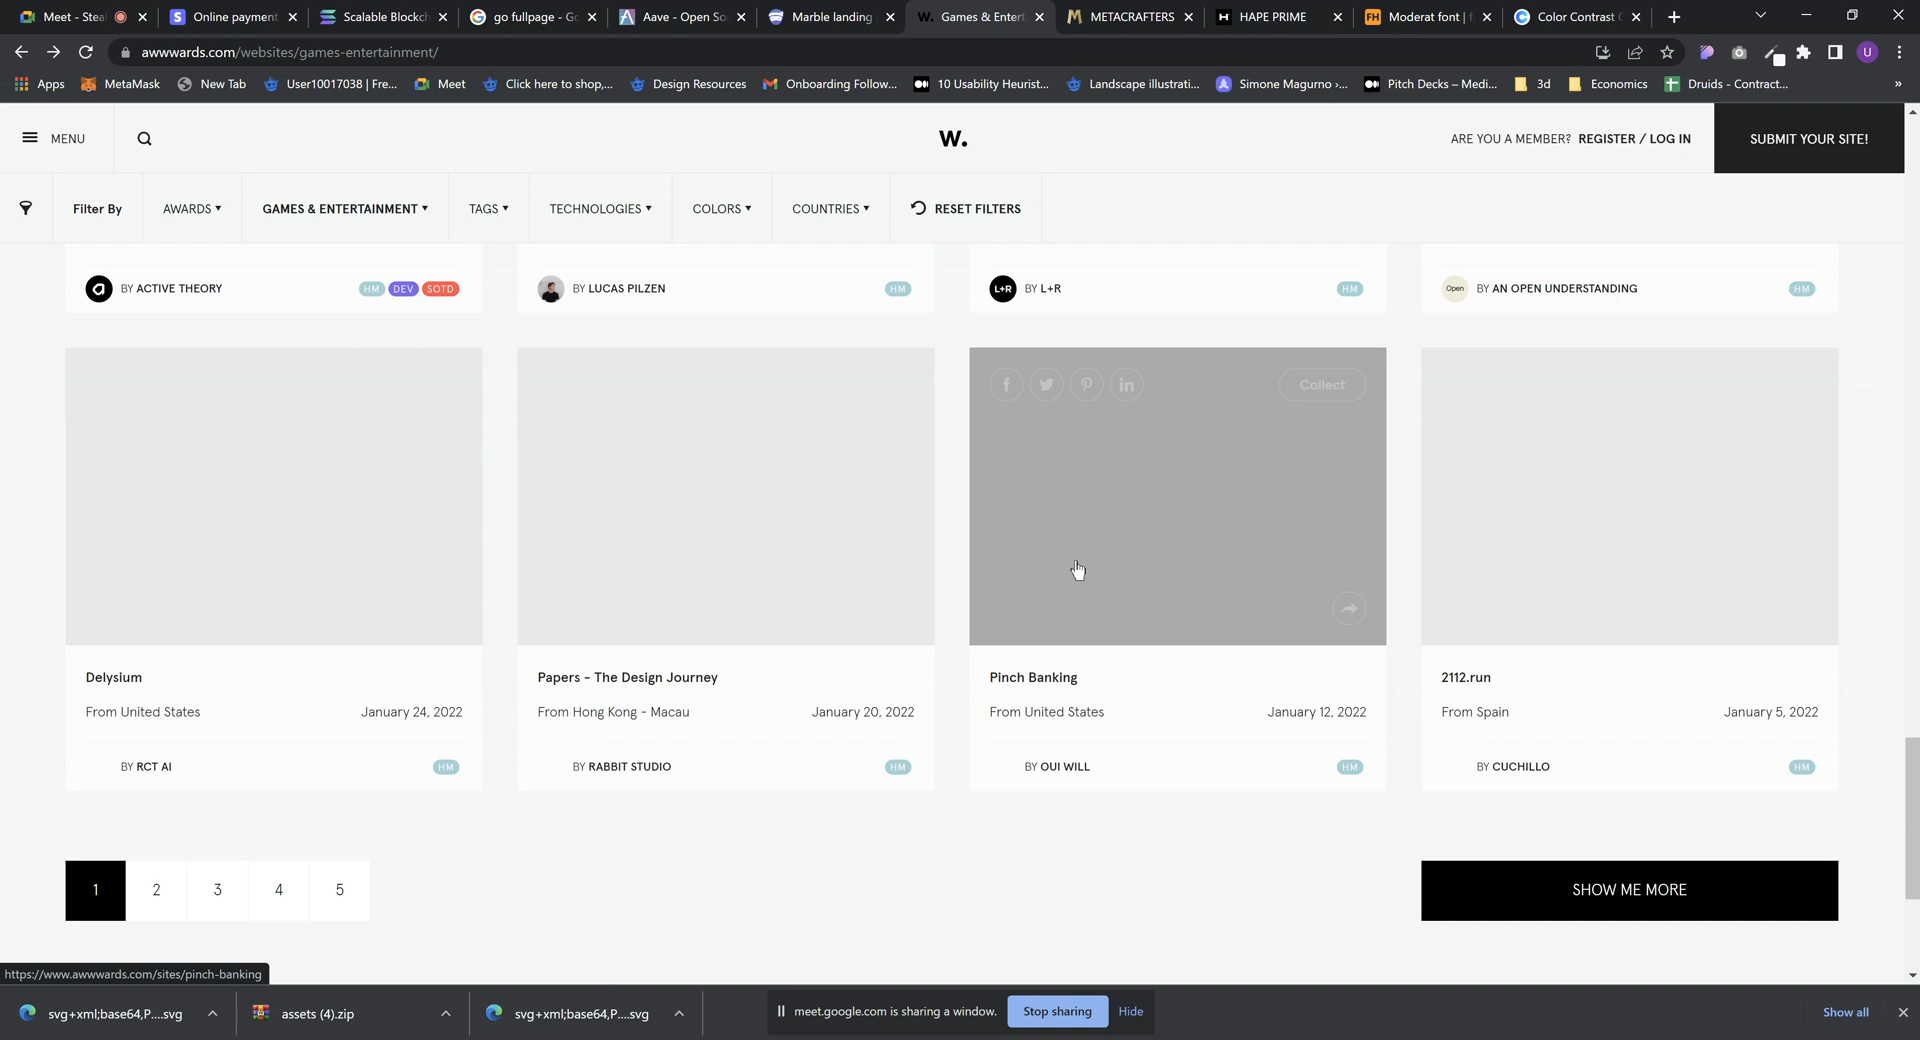 Meet - Steal
Online payment
Scalable Blockch
go fullpage - Go
Aave - Open So
Marble landing
W. Games & Entert
METACRAFTERS
HAPE PRIME
Moderat font | f
Color Contrast C
awwwards.com/websites/games-entertainment/
U
Apps
MetaMask
New Tab
User10017038 | Fre...
Meet
Click here to shop,...
Design Resources
Onboarding Follow...
10 Usability Heurist...
Landscape illustrati...
Simone Magurno ›...
Pitch Decks – Medi...
3d
Economics
Druids - Contract...
»
MENU
W.
ARE YOU A MEMBER? REGISTER / LOG IN
SUBMIT YOUR SITE!
Filter By
AWARDS
GAMES & ENTERTAINMENT
TAGS
TECHNOLOGIES
COLORS
COUNTRIES
RESET FILTERS
BY ACTIVE THEORY
HM DEV SOTD
BY LUCAS PILZEN
HM
L+R BY L+R
HM
Open BY AN OPEN UNDERSTANDING
HM
Collect
Delysium
From United States January 24, 2022
BY RCT AI HM
Papers - The Design Journey
From Hong Kong - Macau January 20, 2022
BY RABBIT STUDIO HM
Pinch Banking
From United States January 12, 2022
BY OUI WILL HM
2112.run
From Spain January 5, 2022
BY CUCHILLO HM
1 2 3 4 5
SHOW ME MORE
https://www.awwwards.com/sites/pinch-banking
svg+xml;base64,P....svg
assets (4).zip
svg+xml;base64,P....svg
meet.google.com is sharing a window.
Stop sharing
Hide
Show all